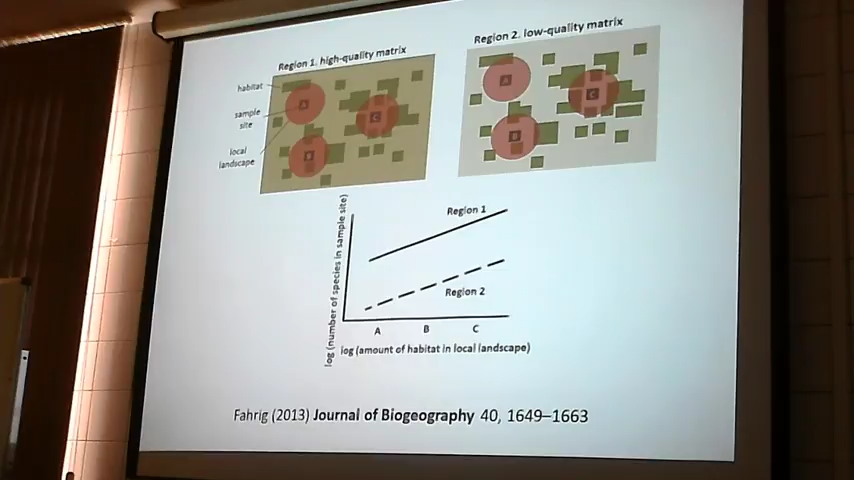 Region 1. high-quality matrix
Region 2. low-quality matrix
habitat
sample
site
local
landscape
A
C
B
A
C
B
log (number of species in sample site)
Region 1
Region 2
A B C
log (amount of habitat in local landscape)
Fahrig (2013) Journal of Biogeography 40, 1649–1663